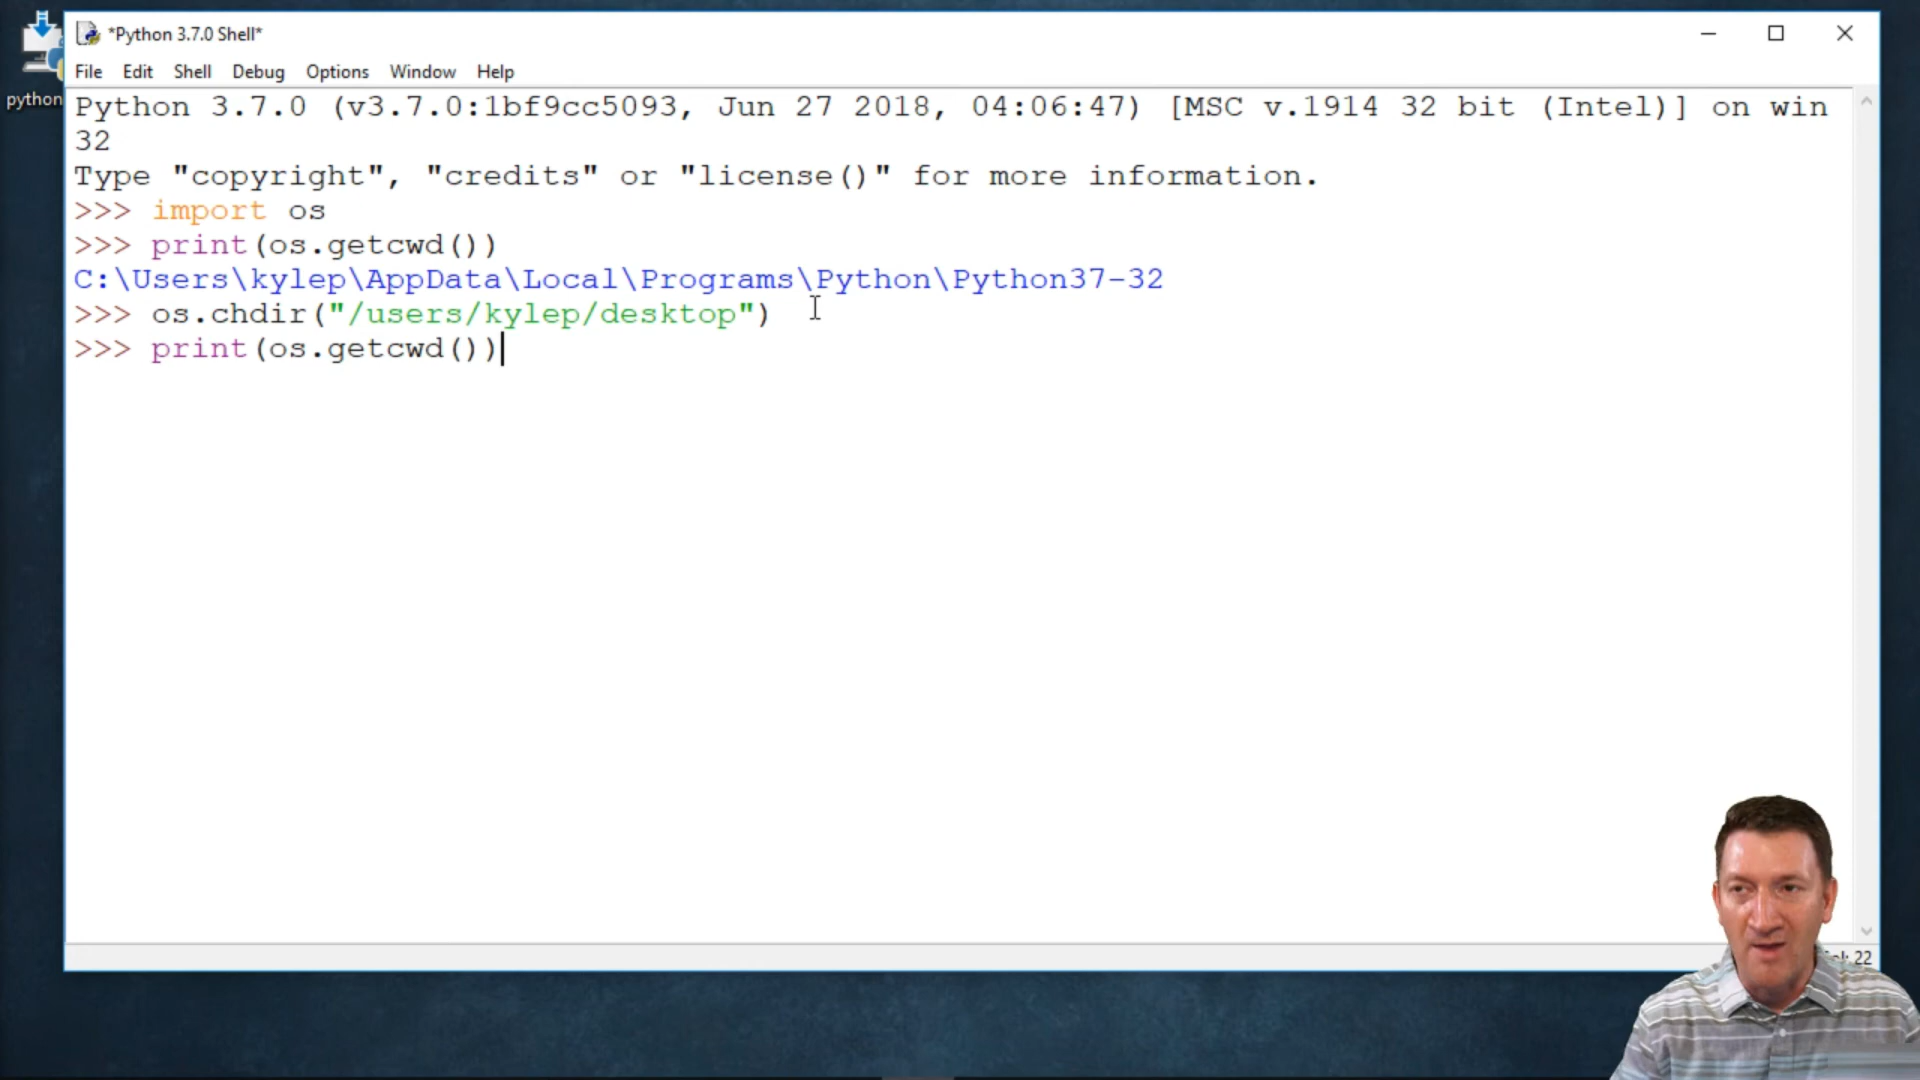 python
*Python 3.7.0 Shell*
File Edit Shell Debug Options Window Help
Python 3.7.0 (v3.7.0:1bf9cc5093, Jun 27 2018, 04:06:47) [MSC v.1914 32 bit (Intel)] on win
32
Type "copyright", "credits" or "license()" for more information.
>>> import os
>>> print(os.getcwd())
C:\Users\kylep\AppData\Local\Programs\Python\Python37-32
>>> os.chdir("/users/kylep/desktop")
>>> print(os.getcwd())
22